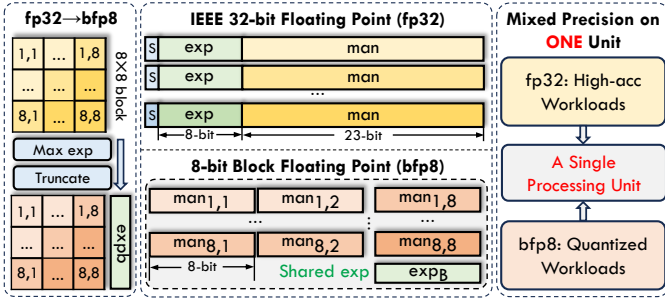 fp32→bfp8
1,1 ... 1,8
... ... ...
8,1 ... 8,8
8×8 block
Max exp
Truncate
1,1 ... 1,8
... ... ...
8,1 ... 8,8
expb
IEEE 32-bit Floating Point (fp32)
s exp man
s exp man
...
s exp man
8-bit 23-bit
8-bit Block Floating Point (bfp8)
man1,1 man1,2 man1,8
... ...
man8,1 man8,2 man8,8
8-bit
Shared exp expB
Mixed Precision on
ONE Unit
fp32: High-acc
Workloads
A Single
Processing Unit
bfp8: Quantized
Workloads